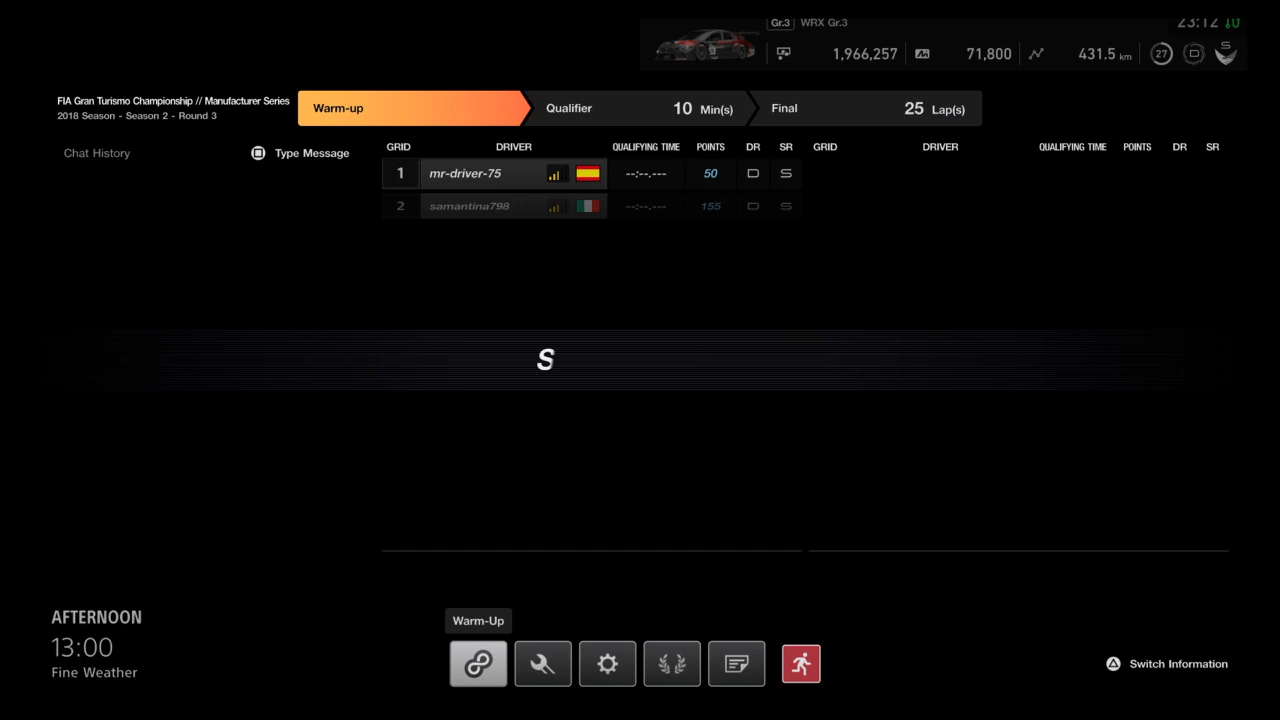 Gr.3 WRX Gr.3
23:12
1,966,257 71,800 431.5 km 27 D S
FIA Gran Turismo Championship // Manufacturer Series
2018 Season - Season 2 - Round 3
Warm-up Qualifier 10 Min(s) Final 25 Lap(s)
Chat History Type Message
GRID DRIVER QUALIFYING TIME POINTS DR SR GRID DRIVER QUALIFYING TIME POINTS DR SR
1 mr-driver-75 --:--.--- 50 D S
2 samantina798 --:--.--- 155 D S
S
AFTERNOON
13:00
Fine Weather
Warm-Up
Switch Information